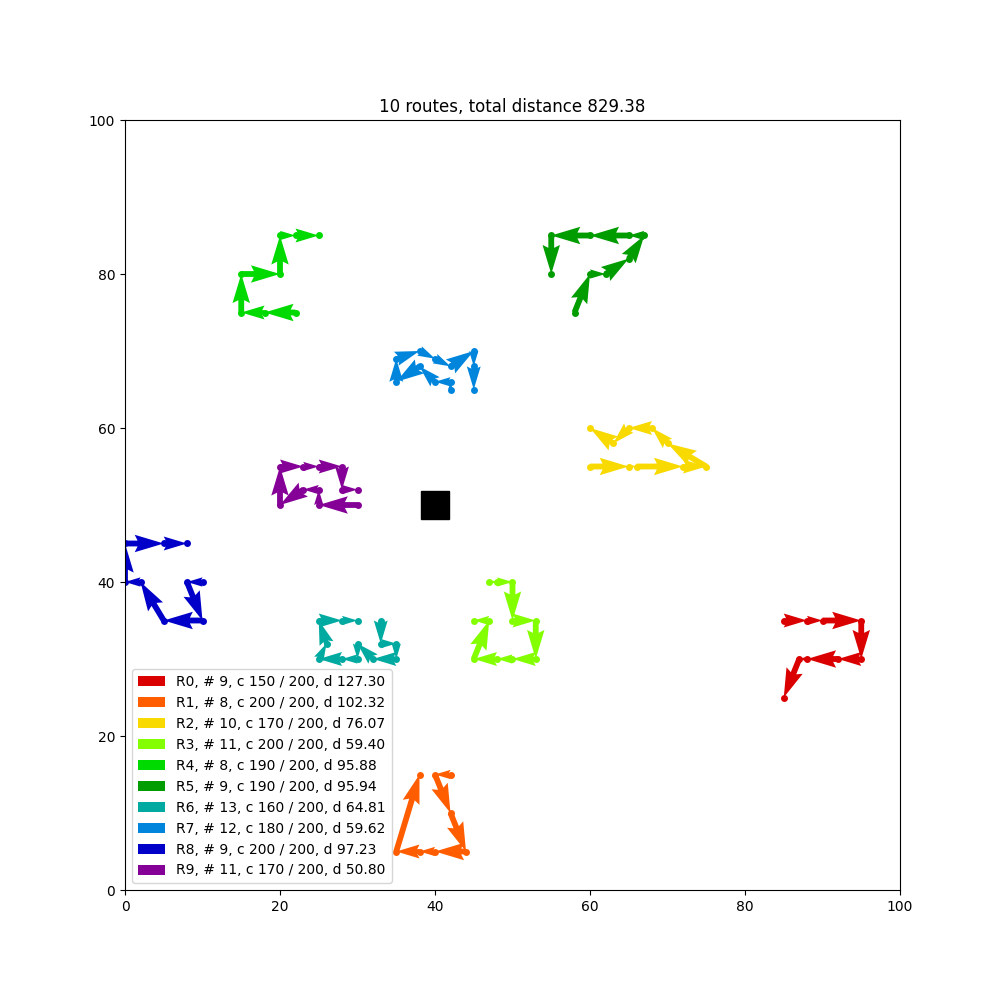 10 routes, total distance 829.38
100
80
60
40
20
0
R0, # 9, c 150 / 200, d 127.30
R1, # 8, c 200 / 200, d 102.32
R2, # 10, c 170 / 200, d 76.07
R3, # 11, c 200 / 200, d 59.40
R4, # 8, c 190 / 200, d 95.88
R5, # 9, c 190 / 200, d 95.94
R6, # 13, c 160 / 200, d 64.81
R7, # 12, c 180 / 200, d 59.62
R8, # 9, c 200 / 200, d 97.23
R9, # 11, c 170 / 200, d 50.80
0 20 40 60 80 100